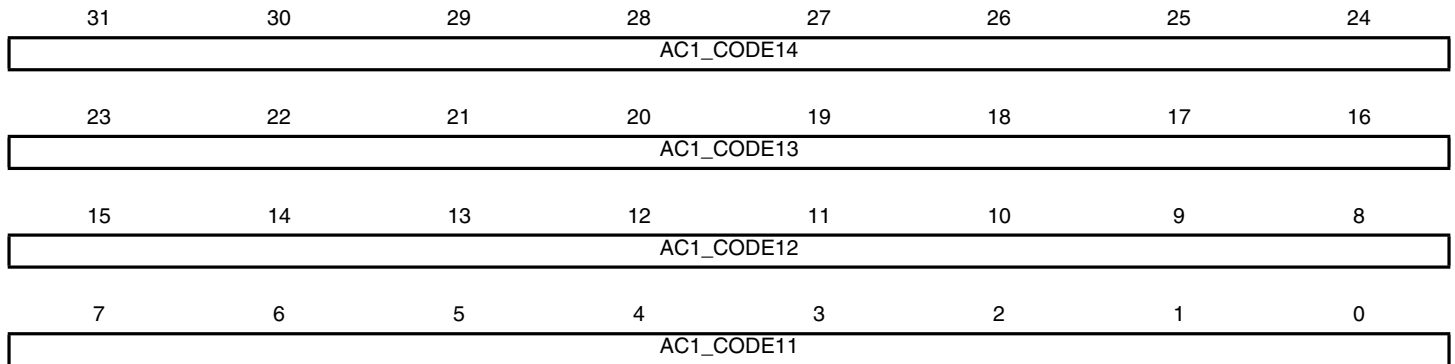 31 30 29 28 27 26 25 24
AC1_CODE14
23 22 21 20 19 18 17 16
AC1_CODE13
15 14 13 12 11 10 9 8
AC1_CODE12
7 6 5 4 3 2 1 0
AC1_CODE11